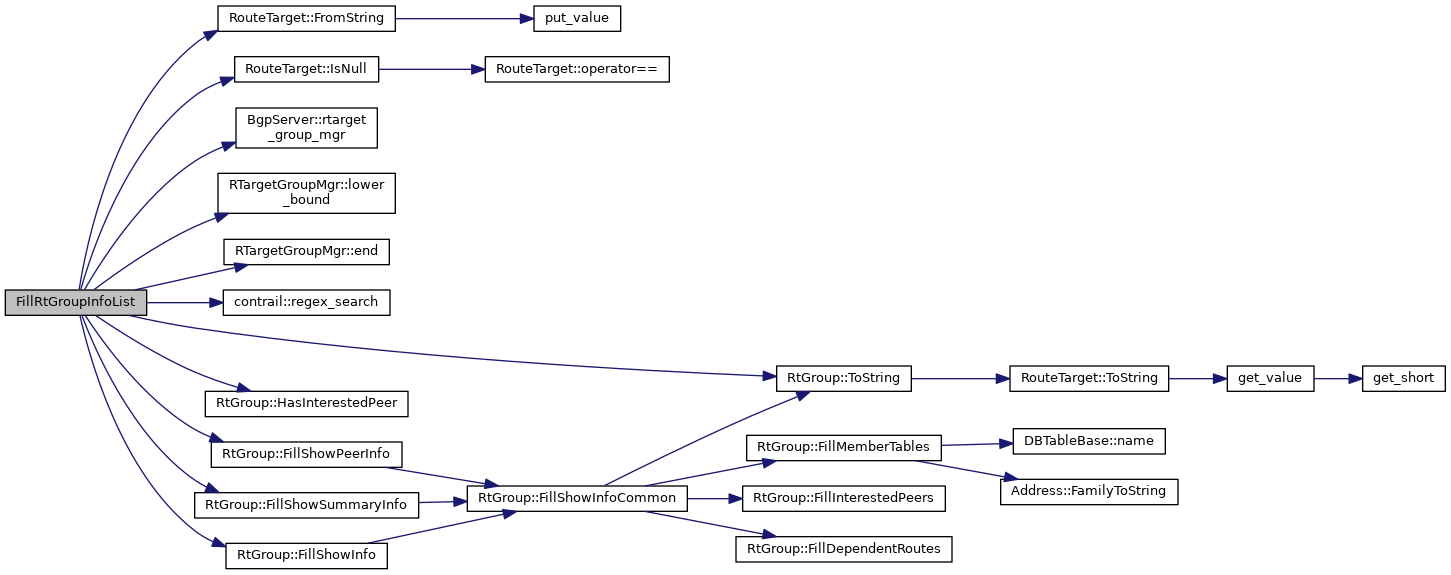 RouteTarget::FromString
put_value
RouteTarget::IsNull
RouteTarget::operator==
BgpServer::rtarget
_group_mgr
RTargetGroupMgr::lower
_bound
RTargetGroupMgr::end
FillRtGroupInfoList
contrail::regex_search
RtGroup::ToString
RouteTarget::ToString
get_value
get_short
RtGroup::HasInterestedPeer
RtGroup::FillMemberTables
DBTableBase::name
RtGroup::FillShowPeerInfo
Address::FamilyToString
RtGroup::FillShowSummaryInfo
RtGroup::FillShowInfoCommon
RtGroup::FillInterestedPeers
RtGroup::FillShowInfo
RtGroup::FillDependentRoutes